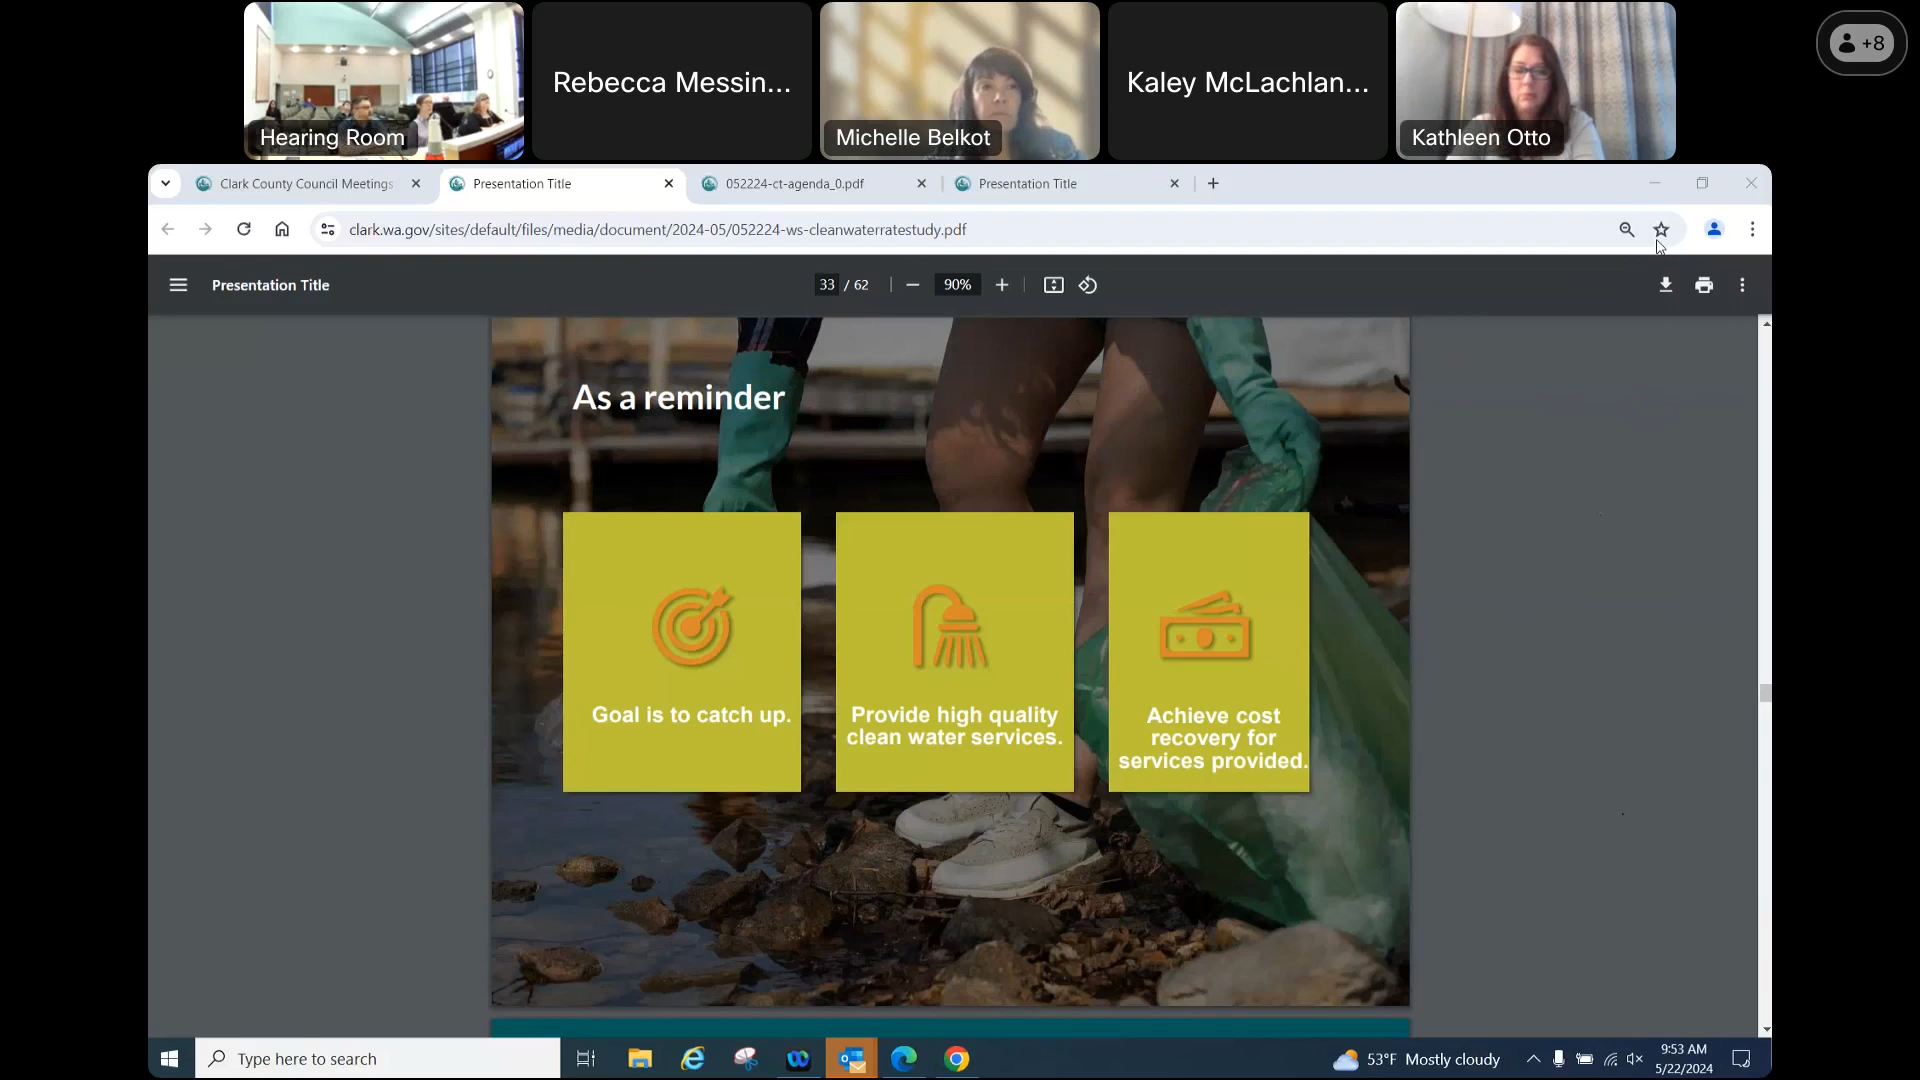 Hearing Room
Rebecca Messin...
Michelle Belkot
Kaley McLachlan...
Kathleen Otto
+8
Clark County Council Meetings
Presentation Title
052224-ct-agenda_0.pdf
Presentation Title
clark.wa.gov/sites/default/files/media/document/2024-05/052224-ws-cleanwaterratestudy.pdf
Presentation Title
33 / 62
90%
As a reminder
Goal is to catch up.
Provide high quality
clean water services.
Achieve cost
recovery for
services provided.
Type here to search
53°F Mostly cloudy
9:53 AM
5/22/2024